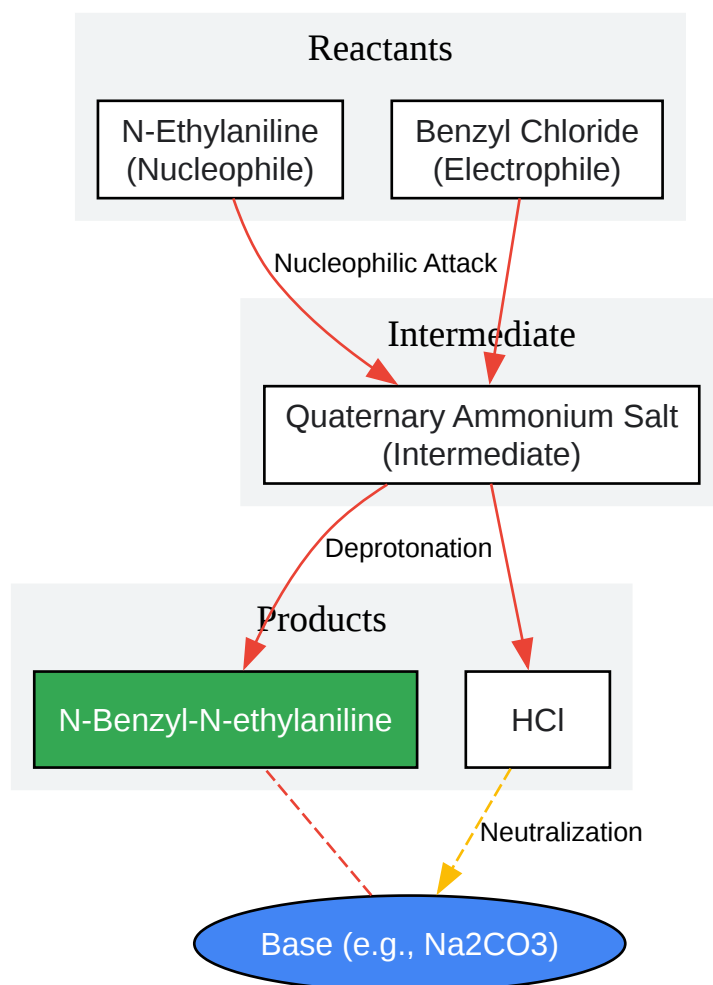 Reactants
N-Ethylaniline
(Nucleophile)
Benzyl Chloride
(Electrophile)
Nucleophilic Attack
Intermediate
Quaternary Ammonium Salt
(Intermediate)
Deprotonation
Products
N-Benzyl-N-ethylaniline
HCl
Neutralization
Base (e.g., Na2CO3)